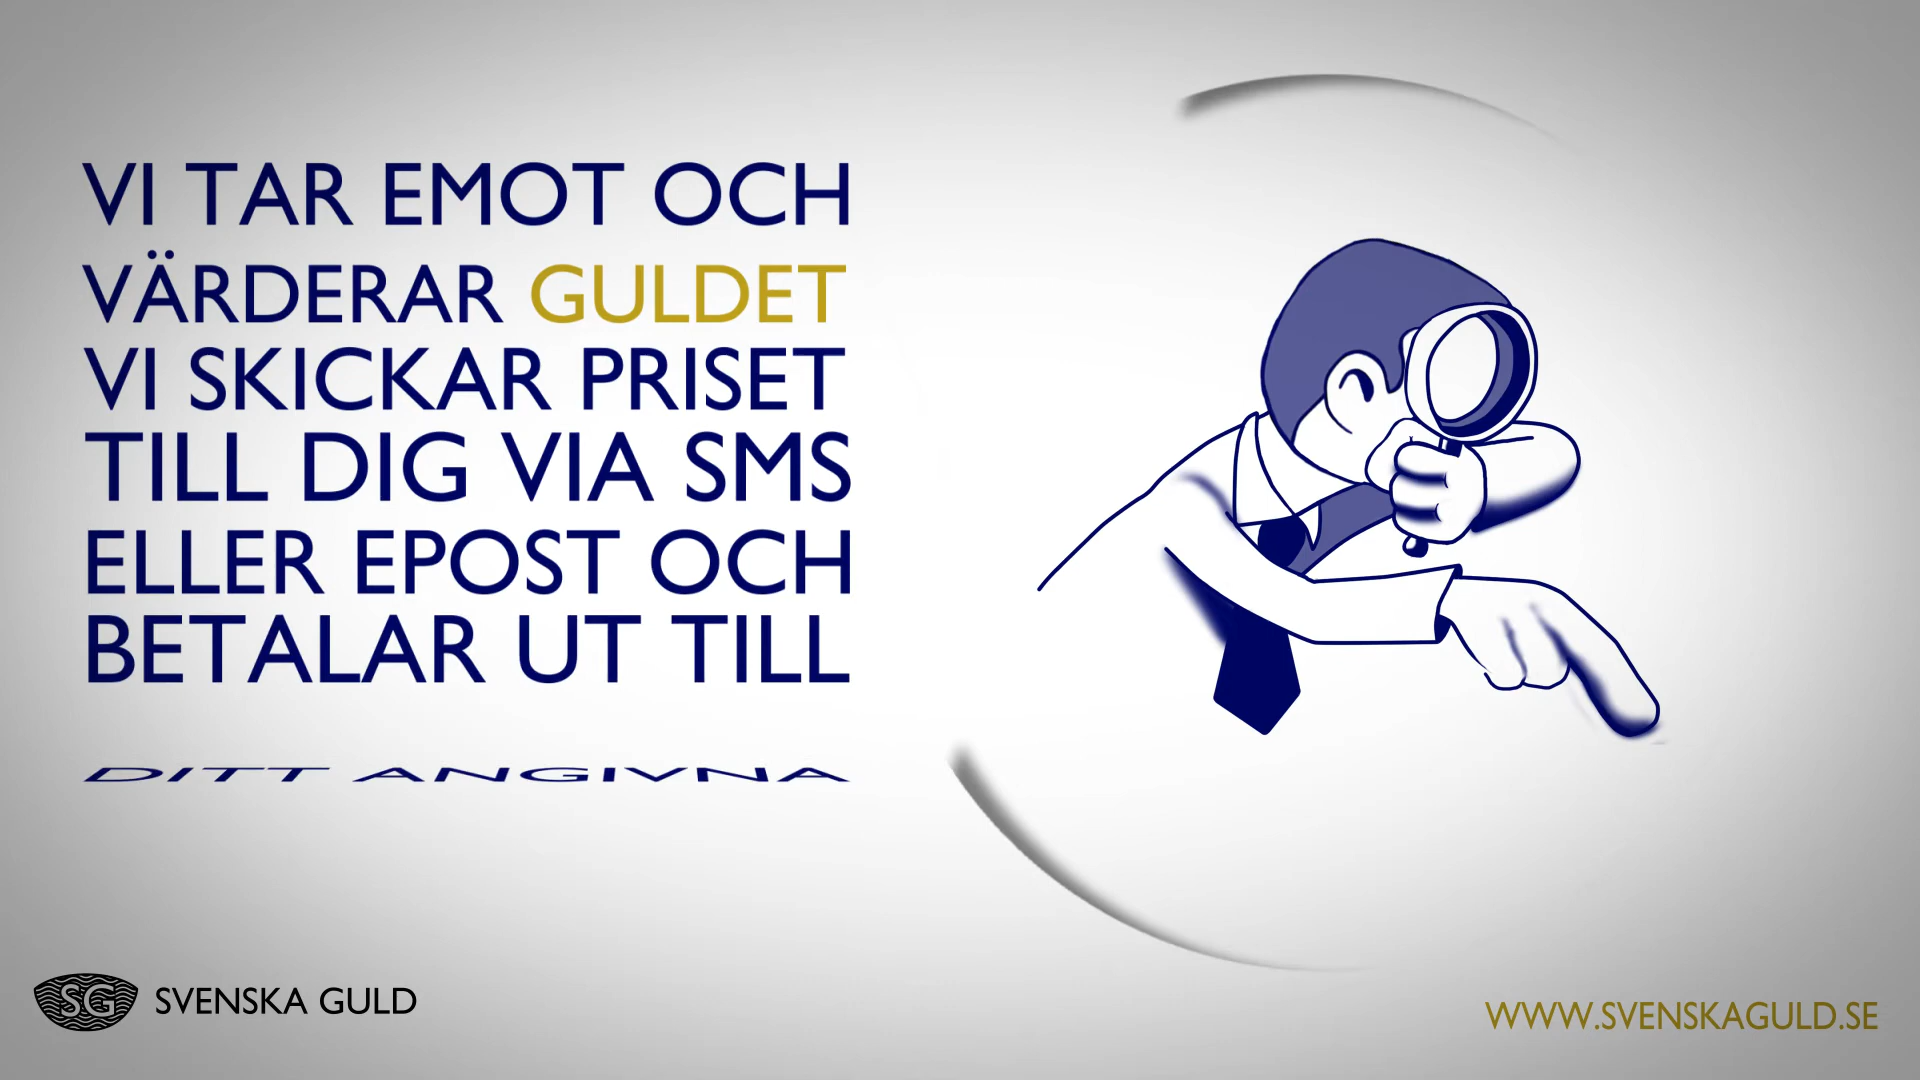 VI TAR EMOT OCH
VÄRDERAR GULDET
VI SKICKAR PRISET
TILL DIG VIA SMS
ELLER EPOST OCH
BETALAR UT TILL
DITT ANGIVNA
SG SVENSKA GULD
WWW.SVENSKAGULD.SE